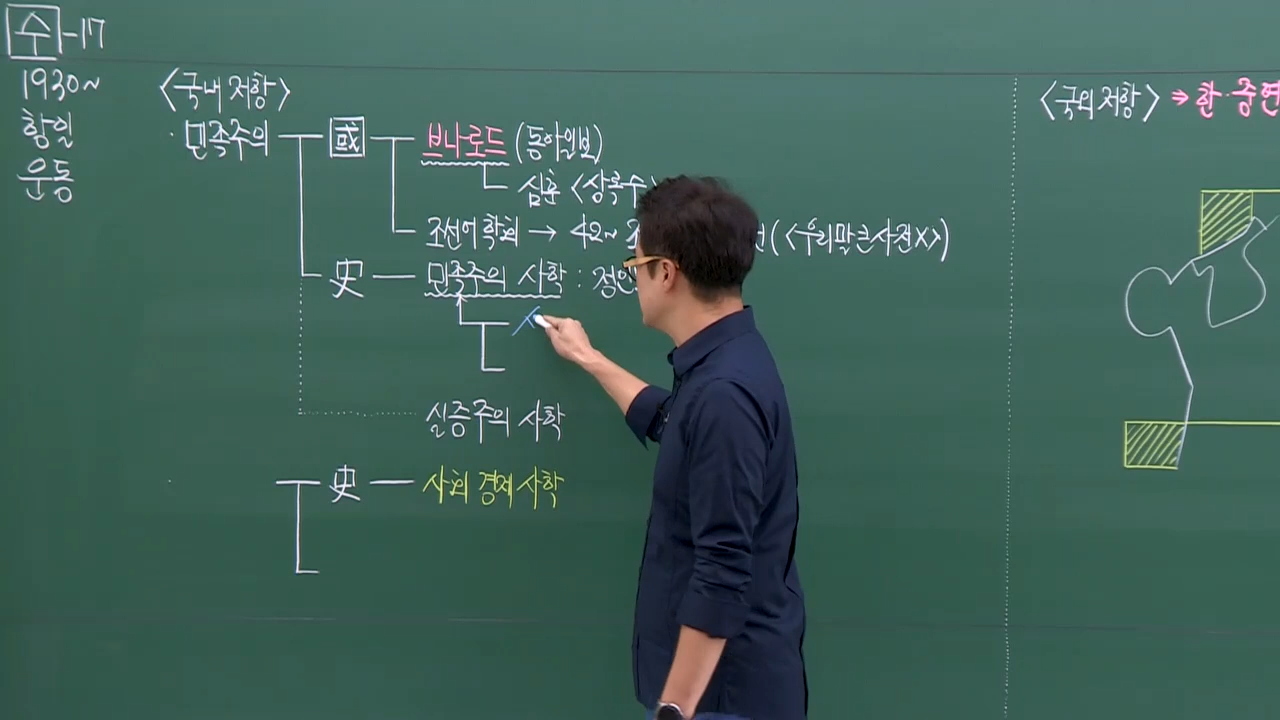 수-17
1930~
항일
운동
<국내 저항>
· 민족주의
國
브나로드 (동아일보)
심훈 <상록수
조선어 학회 → 42~
(<우리말 큰사전X>)
史
민족주의 사학 : 정인
실증주의 사학
史
사회 경제 사학
<국외 저항> → 한·중연